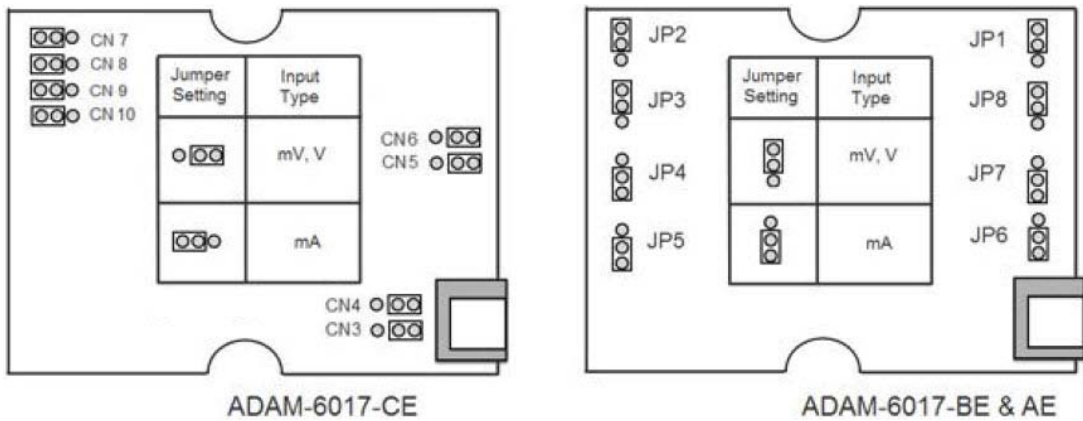 CN 7
CN 8
CN 9
CN 10
Jumper Setting
Input Type
mV, V
mA
CN6
CN5
CN4
CN3
ADAM-6017-CE
JP2
JP3
JP4
JP5
Jumper Setting
Input Type
mV, V
mA
JP1
JP8
JP7
JP6
ADAM-6017-BE & AE